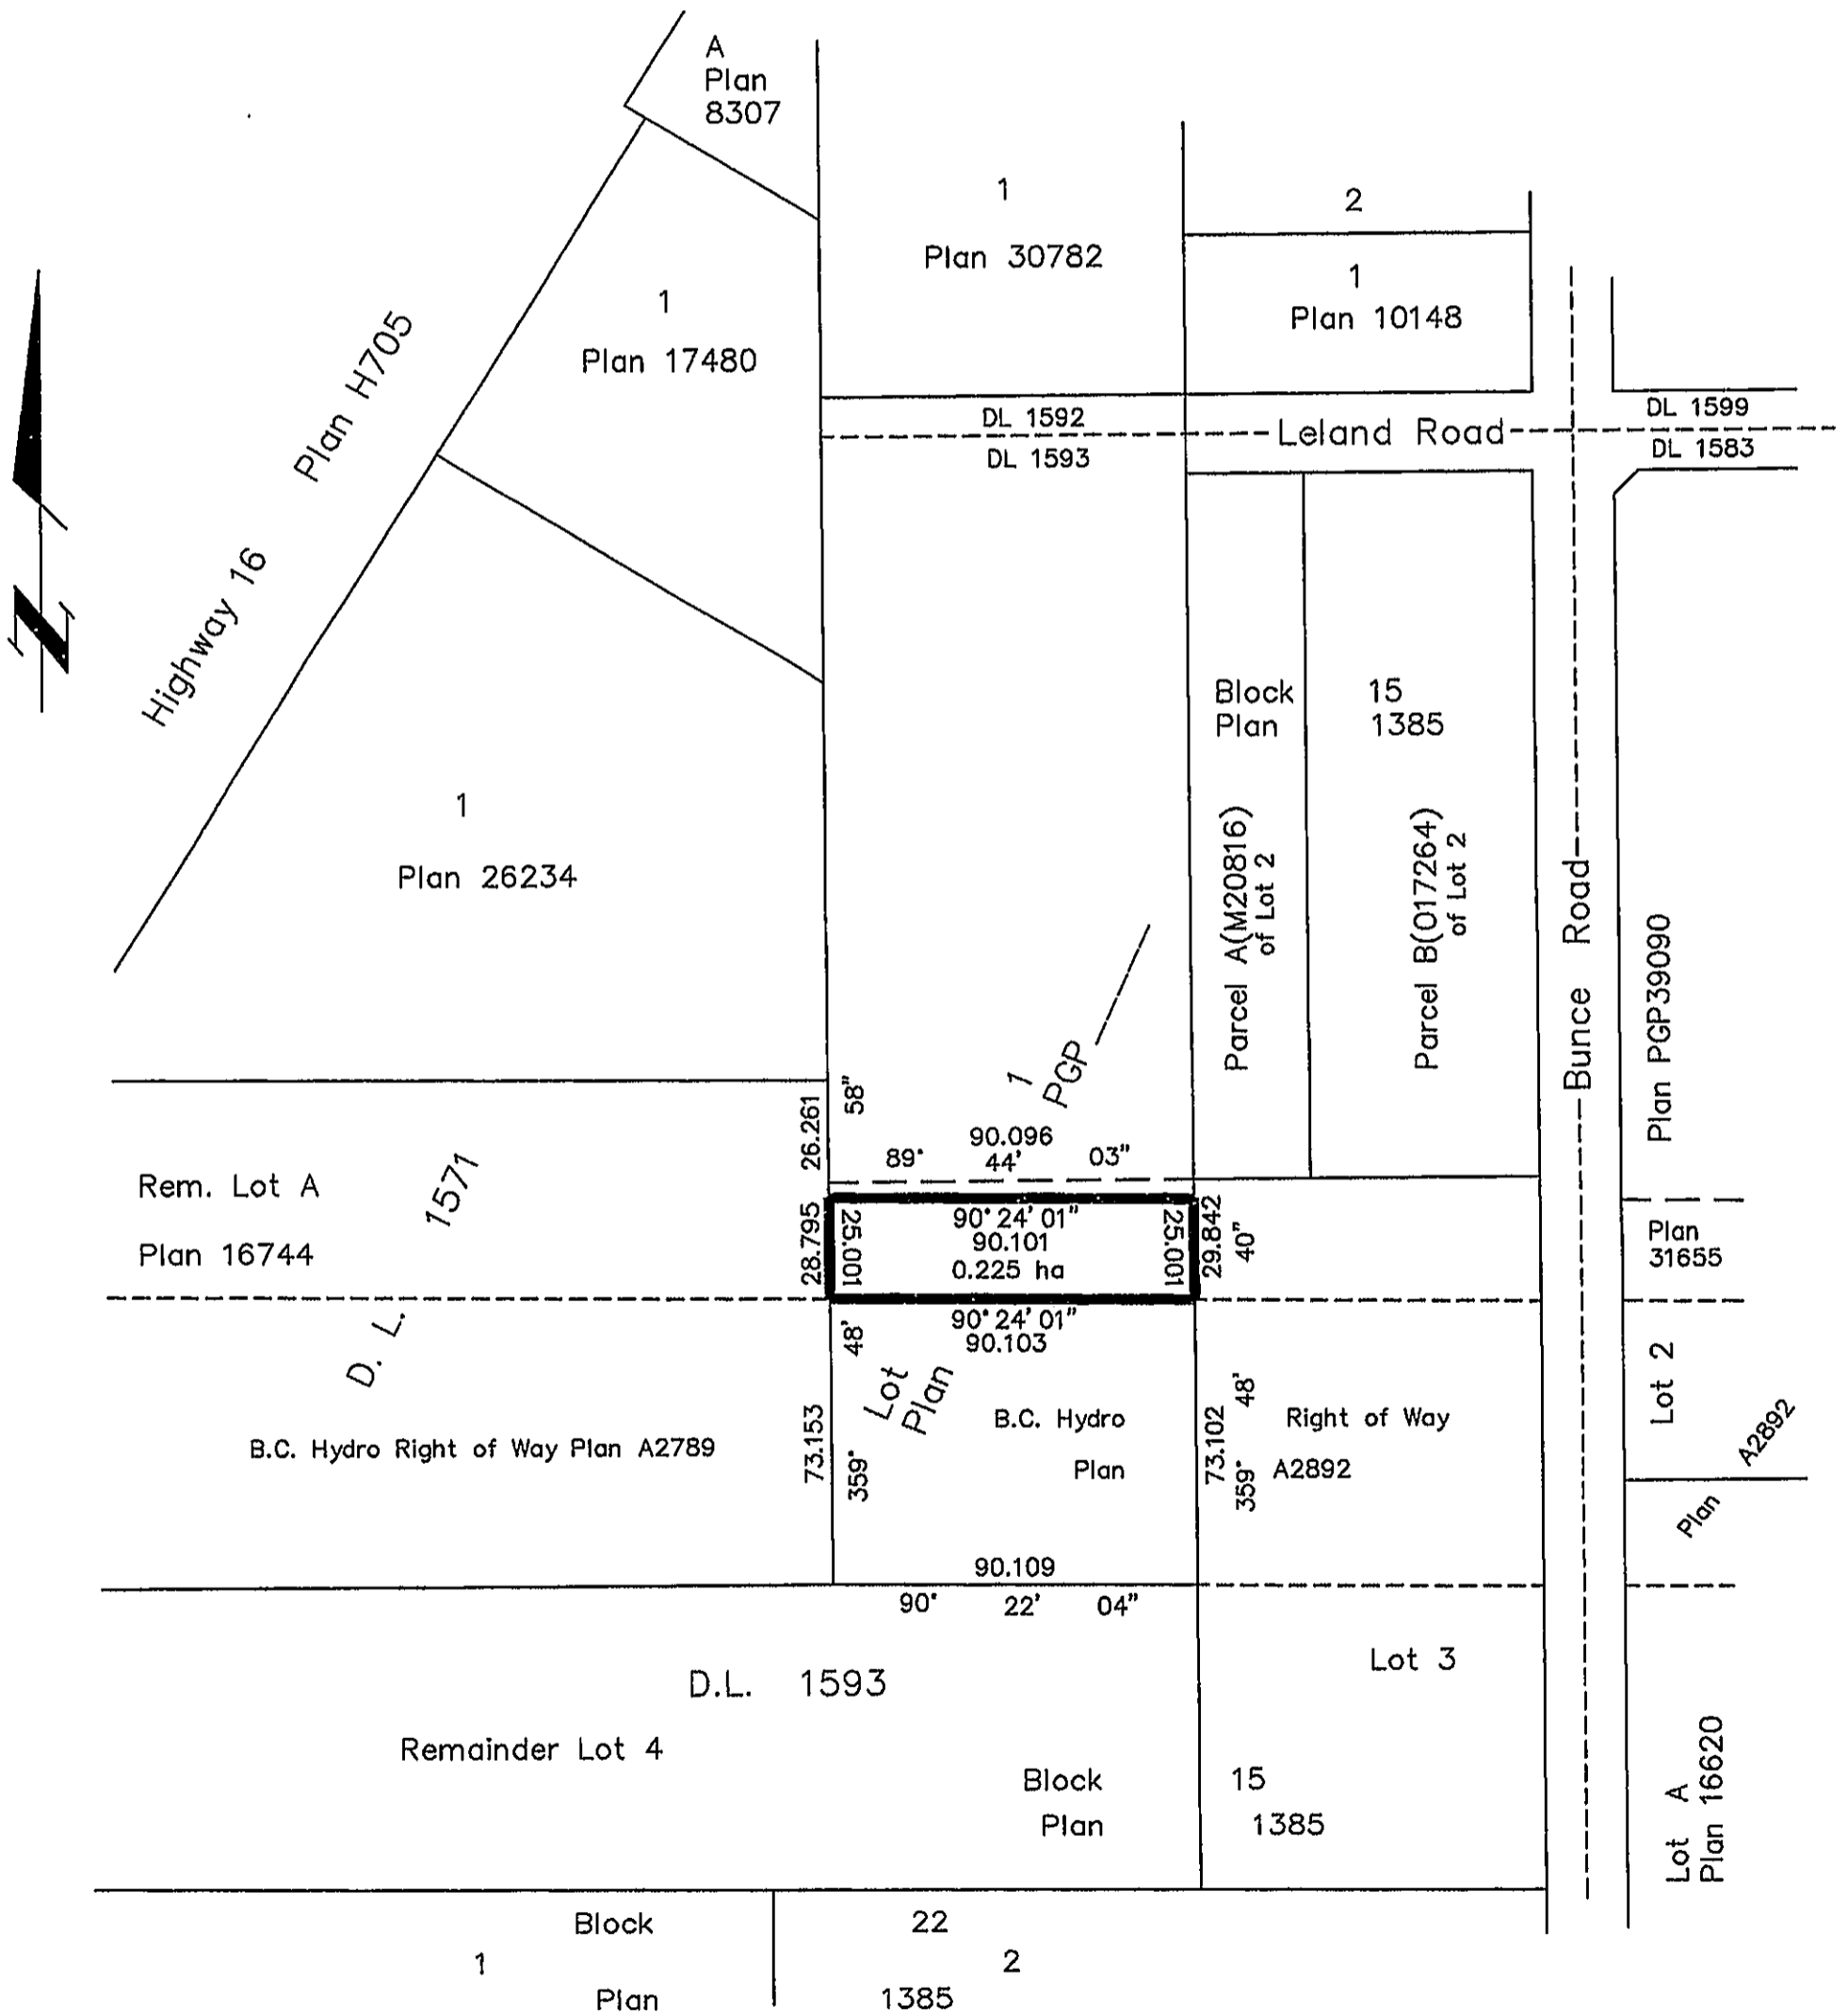 A
Plan
8307
1
Plan 30782
2
1
Plan 10148
1
Plan 17480
Highway 16 Plan H705
N
DL 1592
DL 1593
Leland Road
DL 1599
DL 1583
Block 15
Plan 1385
Parcel A(M20816)
of Lot 2
Parcel B(O17264)
of Lot 2
Bunce Road
Plan PGP39090
1
Plan 26234
1
PGP
58"
26.261
90.096
89° 44' 03"
Rem. Lot A
Plan 16744
D. L. 1571
28.795
25.001
90° 24' 01"
90.101
0.225 ha
25.001
29.842
40"
Plan
31655
90° 24' 01"
90.103
48'
Lot
Plan
73.153
359°
B.C. Hydro Right of Way Plan A2789
B.C. Hydro Right of Way
Plan A2892
73.102
359° 48'
Lot 2
Plan A2892
90.109
90° 22' 04"
D.L. 1593
Remainder Lot 4
Lot 3
Block 15
Plan 1385
Lot A
Plan 16620
Block 22
1 2
Plan 1385